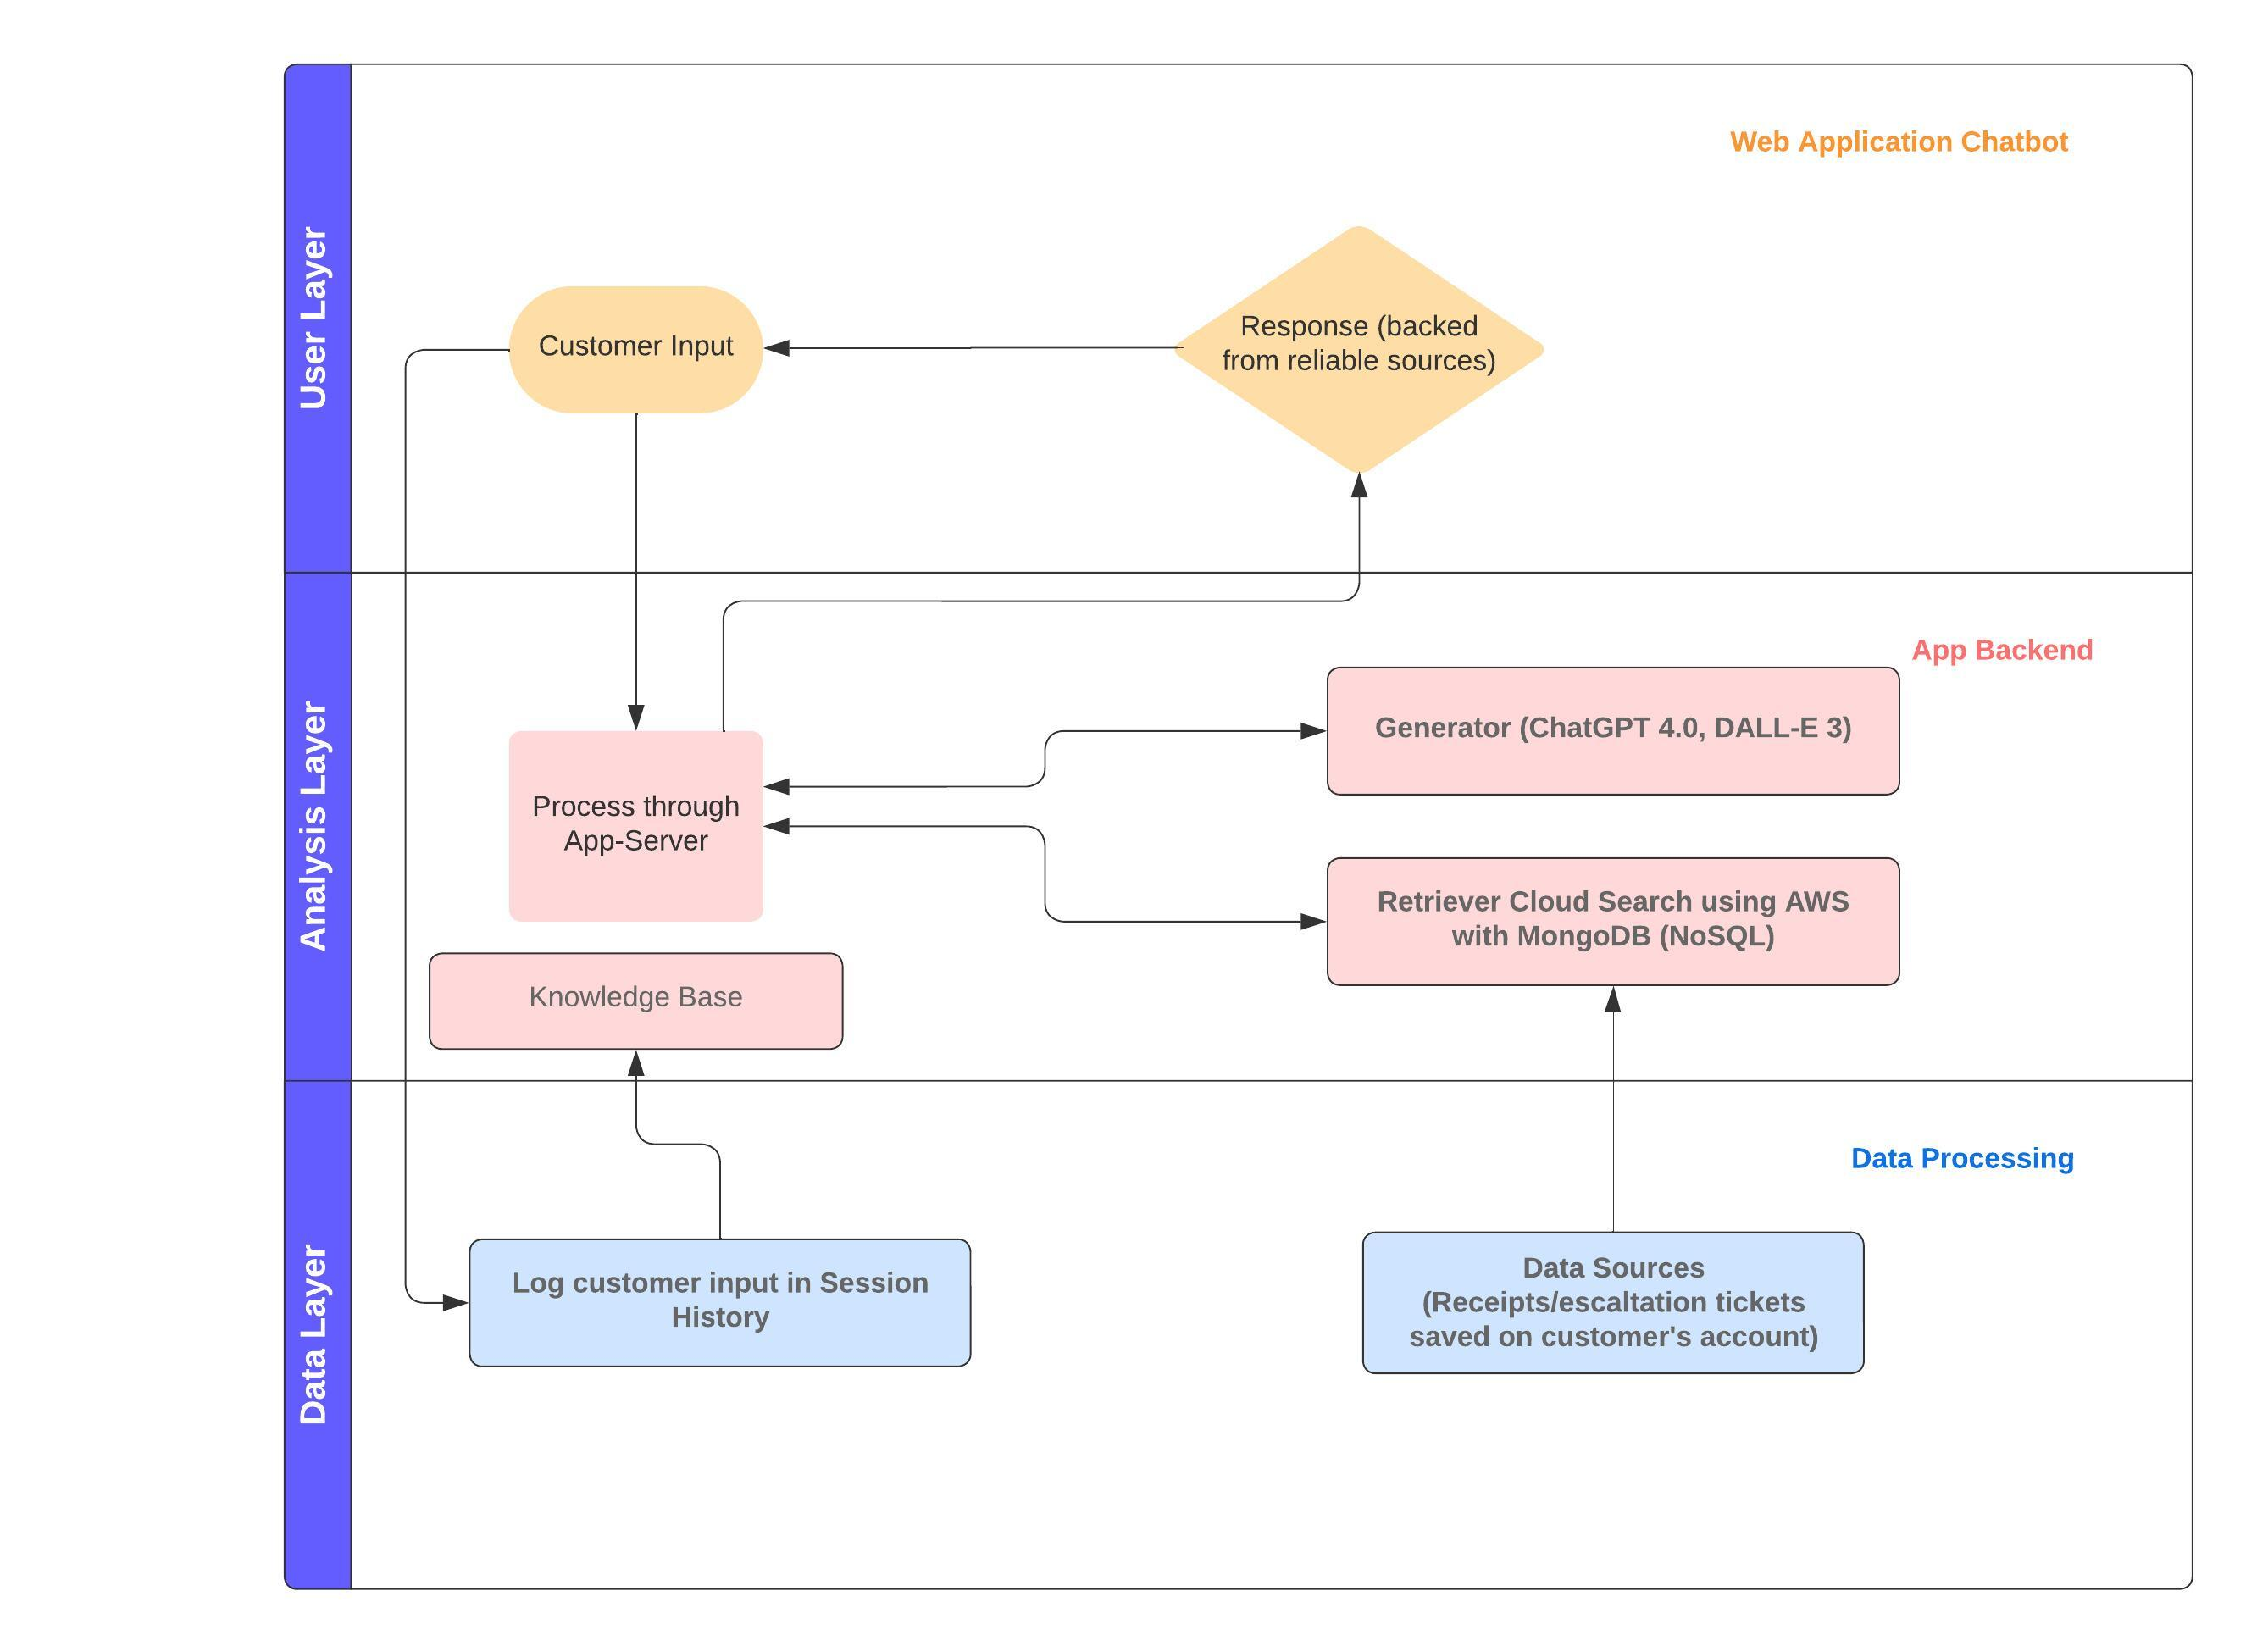 User Layer
Web Application Chatbot
Customer Input
Response (backed
from reliable sources)
Analysis Layer
App Backend
Generator (ChatGPT 4.0, DALL-E 3)
Process through
App-Server
Retriever Cloud Search using AWS
with MongoDB (NoSQL)
Knowledge Base
Data Layer
Data Processing
Log customer input in Session
History
Data Sources
(Receipts/escaltation tickets
saved on customer's account)